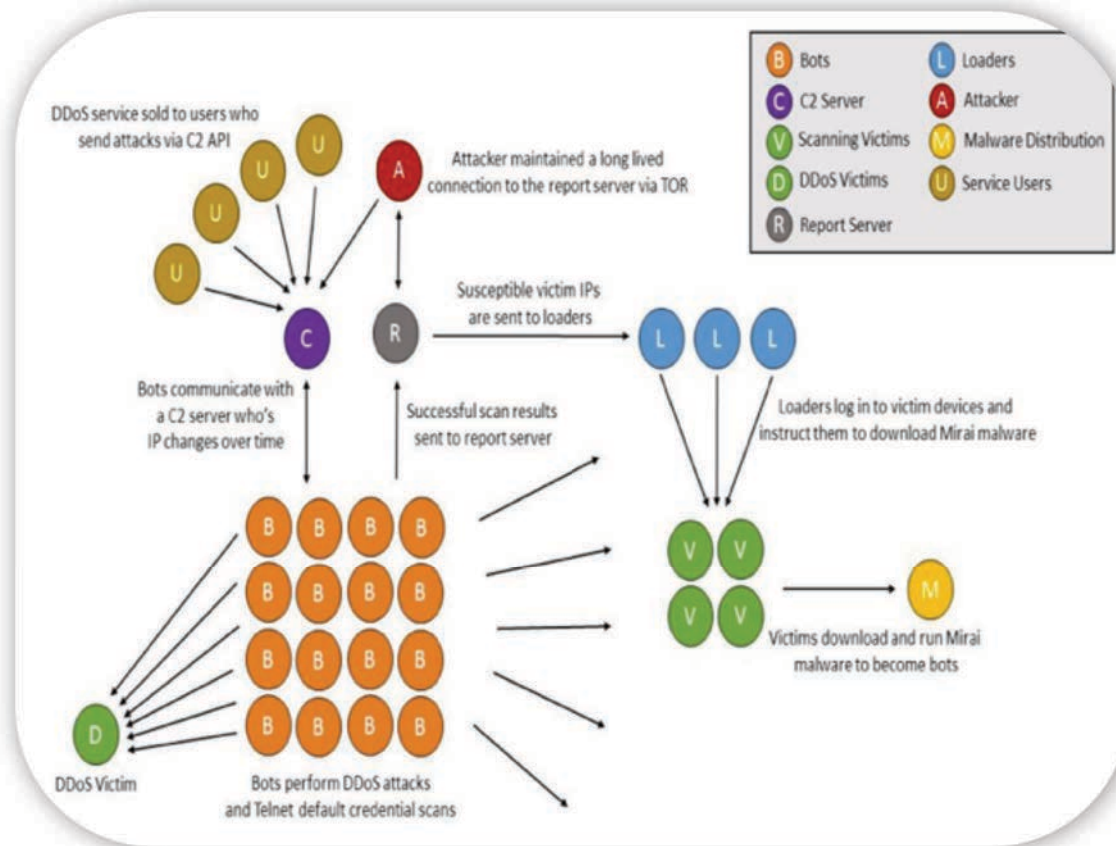 B Bots
L Loaders
C C2 Server
A Attacker
V Scanning Victims
M Malware Distribution
D DDoS Victims
U Service Users
R Report Server
DDoS service sold to users who
send attacks via C2 API
U
U
U
U
A
Attacker maintained a long lived
connection to the report server via TOR
C
R
Susceptible victim IPs
are sent to loaders
L L L
Bots communicate with
a C2 server who's
IP changes over time
Successful scan results
sent to report server
Loaders log in to victim devices and
instruct them to download Mirai malware
B B B B
B B B B
B B B B
B B B B
V V
V V
M
Victims download and run Mirai
malware to become bots
D
DDoS Victim
Bots perform DDoS attacks
and Telnet default credential scans